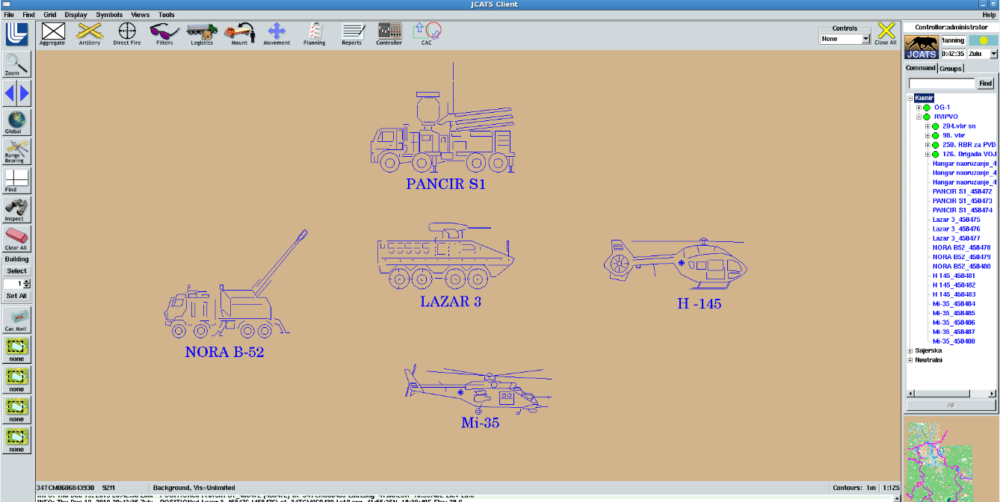 JCATS Client
File Find Grid Display Symbols Views Tools Help
Aggregate Artillery Direct Fire Filters Logistics Mount Movement Planning Reports Controller CAC
Controls
None
Close All
Controller:administrator
JCATS
0:42:35 Zulu
Command Groups
Find
Zoom
Global
Range
Bearing
Find
Inspect
Clear All
Building
Select
1
Set All
Cac Mail
none
none
none
none
PANCIR S1
LAZAR 3
NORA B-52
H -145
Mi-35
Kumir
OG-1
RViPVO
204.vbr sn
98. vbr
250. RBR za PVD
126. Brigada VOJ
Hangar naoruzanje_4
Hangar naoruzanje_4
Hangar naoruzanje_4
PANCIR S1_458472
PANCIR S1_458473
PANCIR S1_458474
Lazar 3_458475
Lazar 3_458476
Lazar 3_458477
NORA B52_458478
NORA B52_458479
NORA B52_458480
H 145_458481
H 145_458482
H 145_458483
Mi-35_458484
Mi-35_458485
Mi-35_458486
Mi-35_458487
Mi-35_458488
Sajerska
Neutralni
All
34TCM0606843930 92ft Background, Vis=Unlimited Contours: 1m 1:125